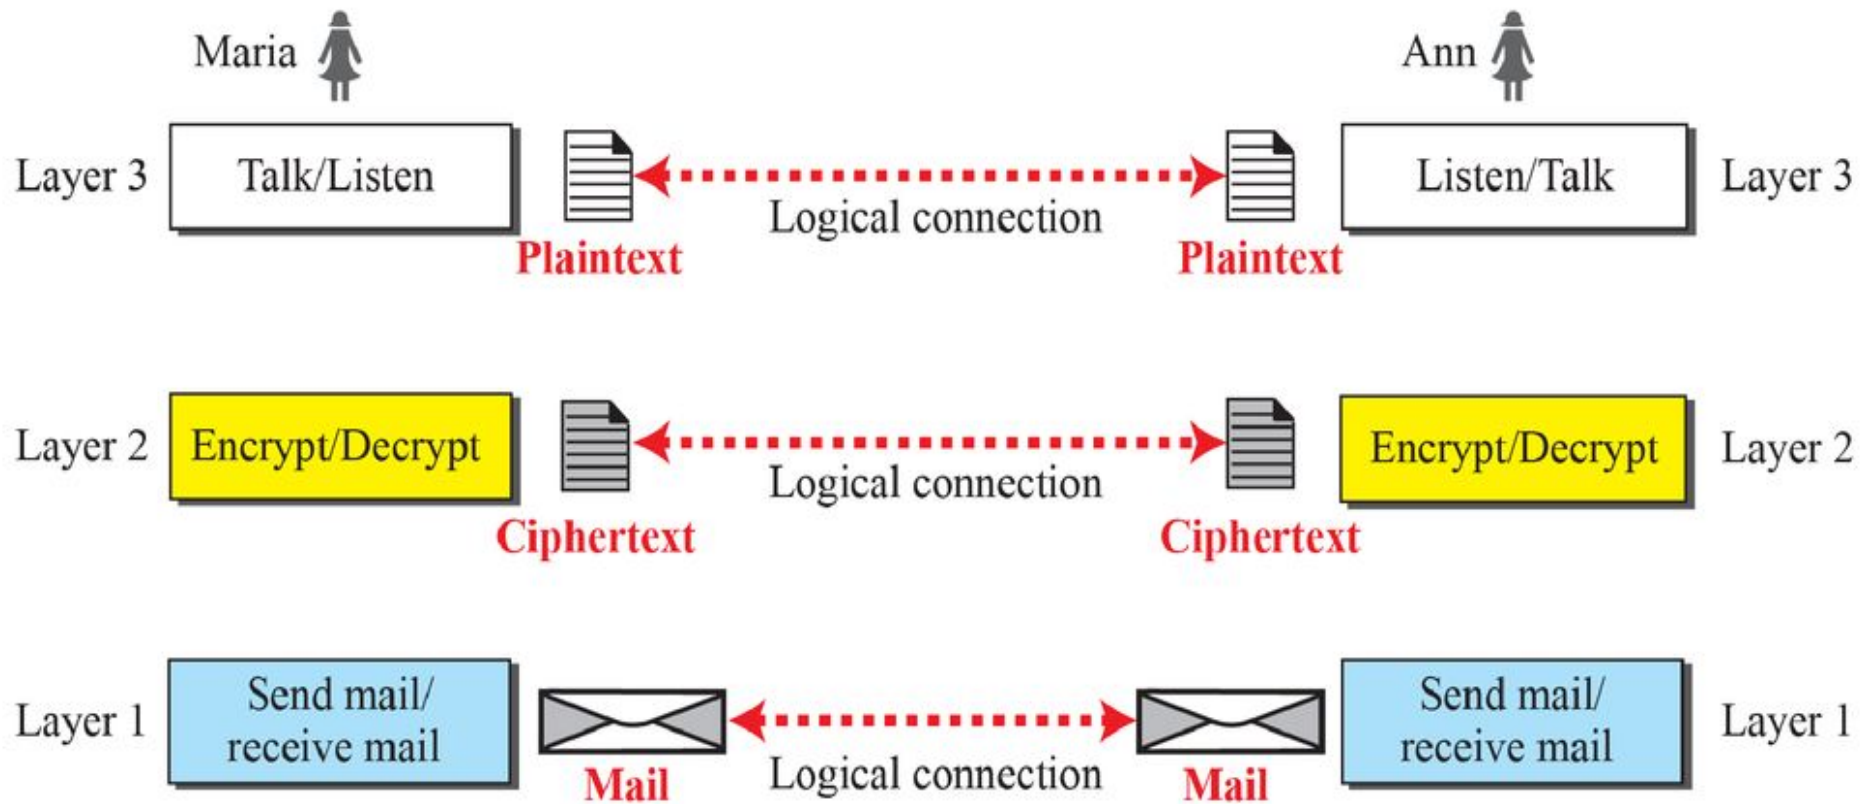 Maria
Ann
Layer 3
Talk/Listen
Logical connection
Listen/Talk
Layer 3
Plaintext
Plaintext
Layer 2
Encrypt/Decrypt
Logical connection
Encrypt/Decrypt
Layer 2
Ciphertext
Ciphertext
Layer 1
Send mail/
receive mail
Logical connection
Send mail/
receive mail
Layer 1
Mail
Mail